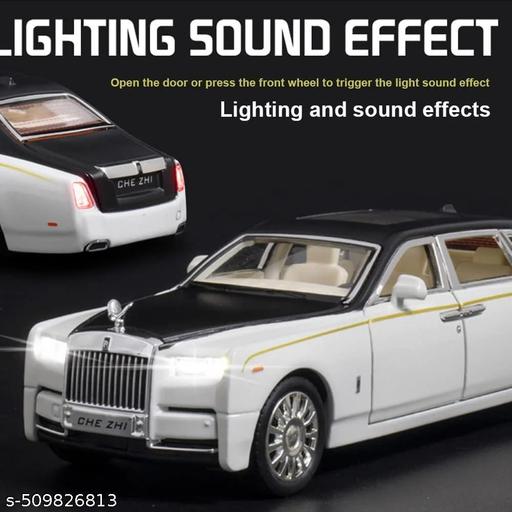 LIGHTING SOUND EFFECT
Open the door or press the front wheel to trigger the light sound effect
Lighting and sound effects
CHE ZHI
CHE ZHI
s-509826813